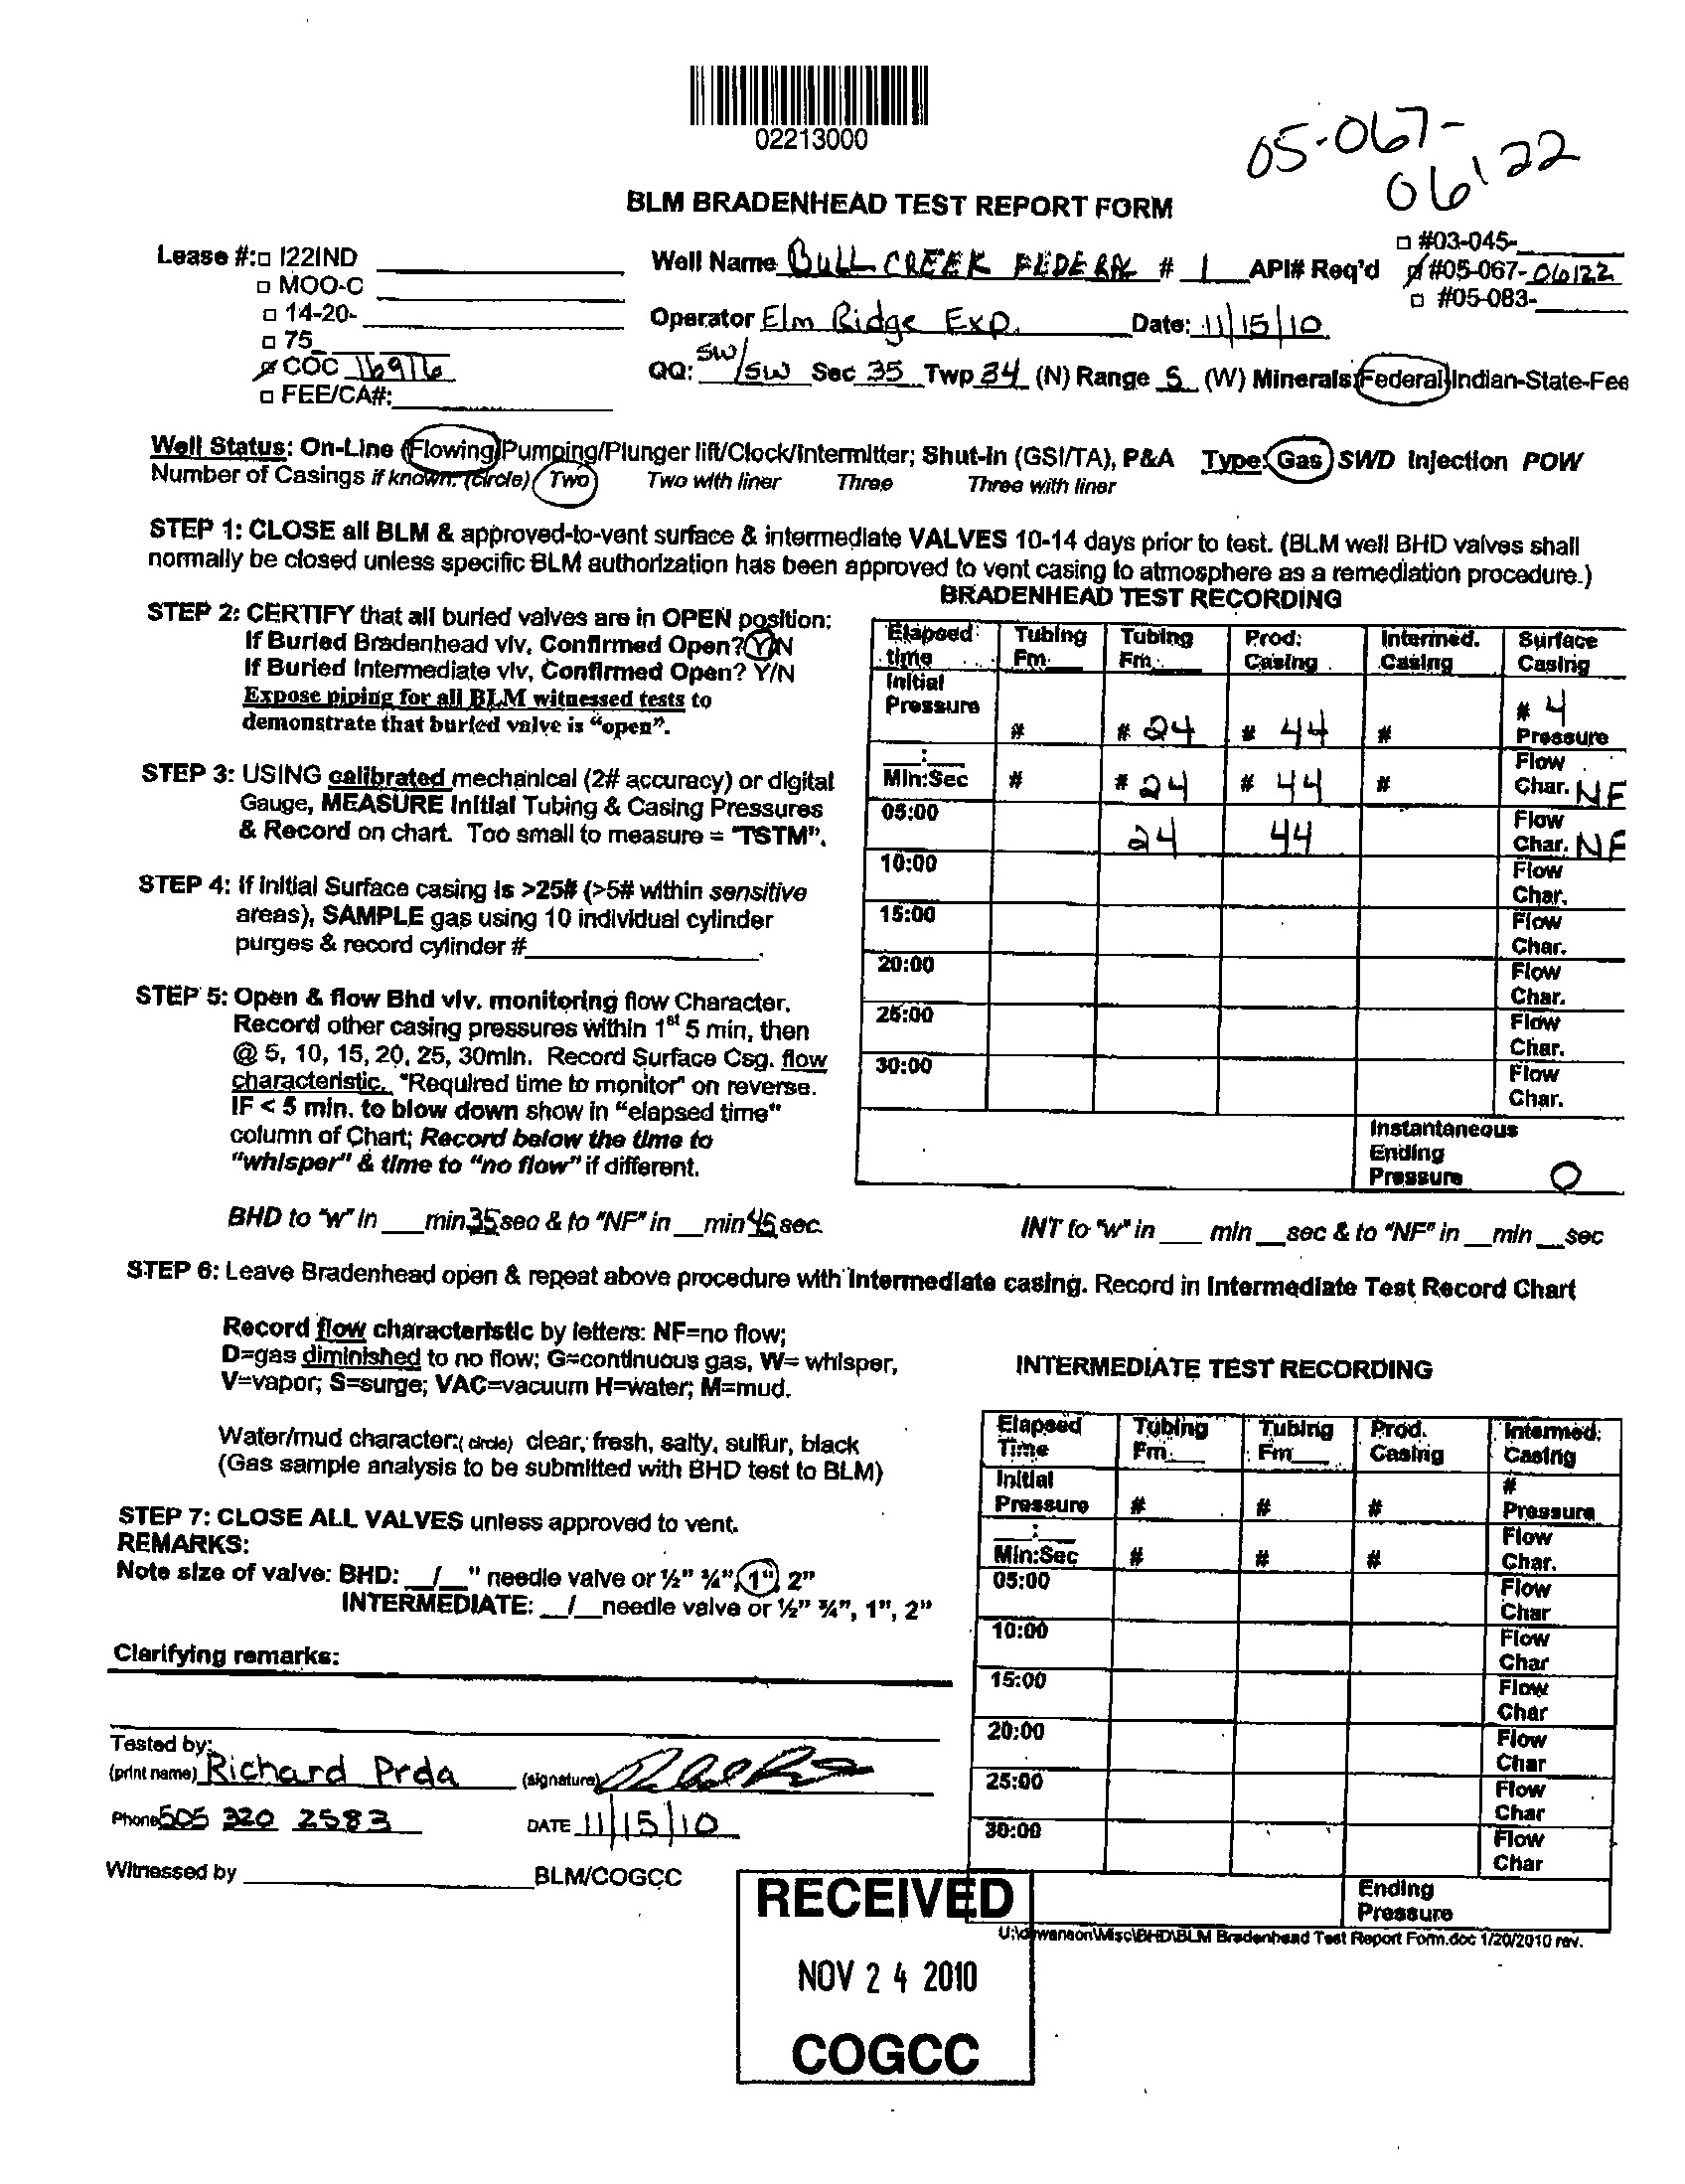 02213000
05-067-
06122
BLM BRADENHEAD TEST REPORT FORM
Lease #:□ I22IND ____
□ MOO-C ____
□ 14-20- ____
□ 75_ ____
COC 16916
□ FEE/CA#: ____
Well Name BULL CREEK FEDERAL # 1 API# Req'd
□ #03-045-____
#05-067-06122
□ #05-083-____
Operator Elm Ridge Exp. Date: 11/15/10
QQ: SW/SW Sec 35 Twp 34 (N) Range 5 (W) Minerals: Federal/Indian-State-Fee
Well Status: On-Line (Flowing/Pumping/Plunger lift/Clock/Intermitter; Shut-in (GSI/TA), P&A Type: Gas SWD Injection POW
Number of Casings if known: (circle) Two Two with liner Three Three with liner
STEP 1: CLOSE all BLM & approved-to-vent surface & intermediate VALVES 10-14 days prior to test. (BLM well BHD valves shall
normally be closed unless specific BLM authorization has been approved to vent casing to atmosphere as a remediation procedure.)
STEP 2: CERTIFY that all buried valves are in OPEN position:
If Buried Bradenhead vlv, Confirmed Open? Y/N
If Buried Intermediate vlv, Confirmed Open? Y/N
Expose piping for all BLM witnessed tests to
demonstrate that buried valve is "open".
STEP 3: USING calibrated mechanical (2# accuracy) or digital
Gauge, MEASURE Initial Tubing & Casing Pressures
& Record on chart. Too small to measure = "TSTM".
STEP 4: If initial Surface casing is >25# (>5# within sensitive
areas), SAMPLE gas using 10 individual cylinder
purges & record cylinder #____.
STEP 5: Open & flow Bhd vlv. monitoring flow Character.
Record other casing pressures within 1st 5 min, then
@ 5, 10, 15, 20, 25, 30min. Record Surface Csg. flow
characteristic. "Required time to monitor" on reverse.
IF < 5 min. to blow down show in "elapsed time"
column of Chart; Record below the time to
"whisper" & time to "no flow" if different.
BRADENHEAD TEST RECORDING
Elapsed time Tubing Fm.__ Tubing Fm.__ Prod. Casing Intermed. Casing Surface Casing
Initial Pressure # # 24 # 44 # # 4 Pressure
__:__ Min:Sec # # 24 # 44 # Flow Char. NF
05:00 24 44 Flow Char. NF
10:00 Flow Char.
15:00 Flow Char.
20:00 Flow Char.
25:00 Flow Char.
30:00 Flow Char.
Instantaneous Ending Pressure 0
BHD to "w" in ___min 35 sec & to "NF" in __min 45 sec.
INT to "w" in ___ min __sec & to "NF" in __min __sec
STEP 6: Leave Bradenhead open & repeat above procedure with Intermediate casing. Record in Intermediate Test Record Chart
Record flow characteristic by letters: NF=no flow;
D=gas diminished to no flow; G=continuous gas, W= whisper,
V=vapor; S=surge; VAC=vacuum H=water; M=mud.
Water/mud character:( circle) clear, fresh, salty, sulfur, black
(Gas sample analysis to be submitted with BHD test to BLM)
STEP 7: CLOSE ALL VALVES unless approved to vent.
REMARKS:
Note size of valve: BHD: __/__" needle valve or ½" ¾", 1", 2"
INTERMEDIATE: __/__needle valve or ½" ¾", 1", 2"
Clarifying remarks:
INTERMEDIATE TEST RECORDING
Elapsed Time Tubing Fm.__ Tubing Fm__ Prod. Casing Intermed. Casing
Initial Pressure # # # # Pressure
__:__ Min:Sec # # # Flow Char.
05:00 Flow Char
10:00 Flow Char
15:00 Flow Char
20:00 Flow Char
25:00 Flow Char
30:00 Flow Char
Ending Pressure
Tested by:
(print name) Richard Prda (signature)
Phone 505 320 2583 DATE 11/15/10
Witnessed by ____ BLM/COGCC
RECEIVED
NOV 24 2010
COGCC
1/20/2010 rev.